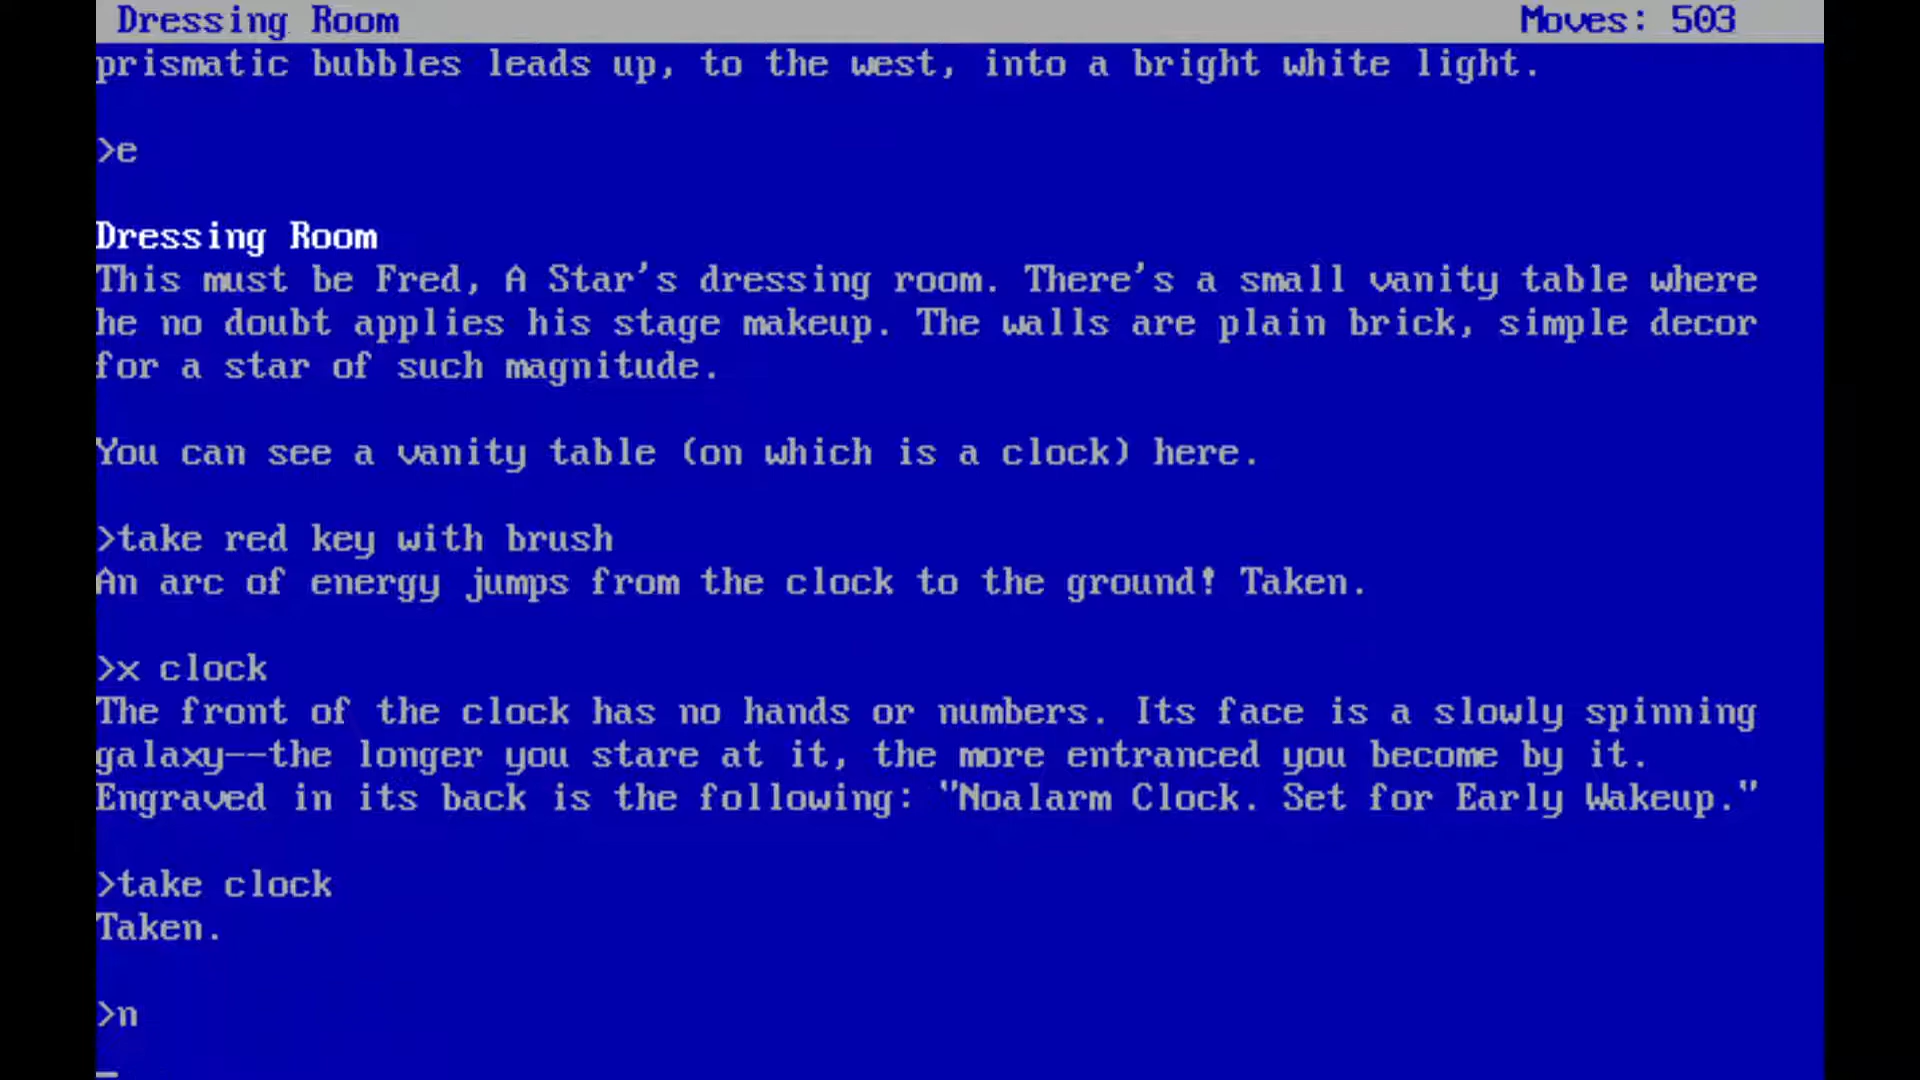 Dressing Room Moves: 503
prismatic bubbles leads up, to the west, into a bright white light.
>e
Dressing Room
This must be Fred, A Star's dressing room. There's a small vanity table where
he no doubt applies his stage makeup. The walls are plain brick, simple decor
for a star of such magnitude.
You can see a vanity table (on which is a clock) here.
>take red key with brush
An arc of energy jumps from the clock to the ground! Taken.
>x clock
The front of the clock has no hands or numbers. Its face is a slowly spinning
galaxy--the longer you stare at it, the more entranced you become by it.
Engraved in its back is the following: "Noalarm Clock. Set for Early Wakeup."
>take clock
Taken.
>n